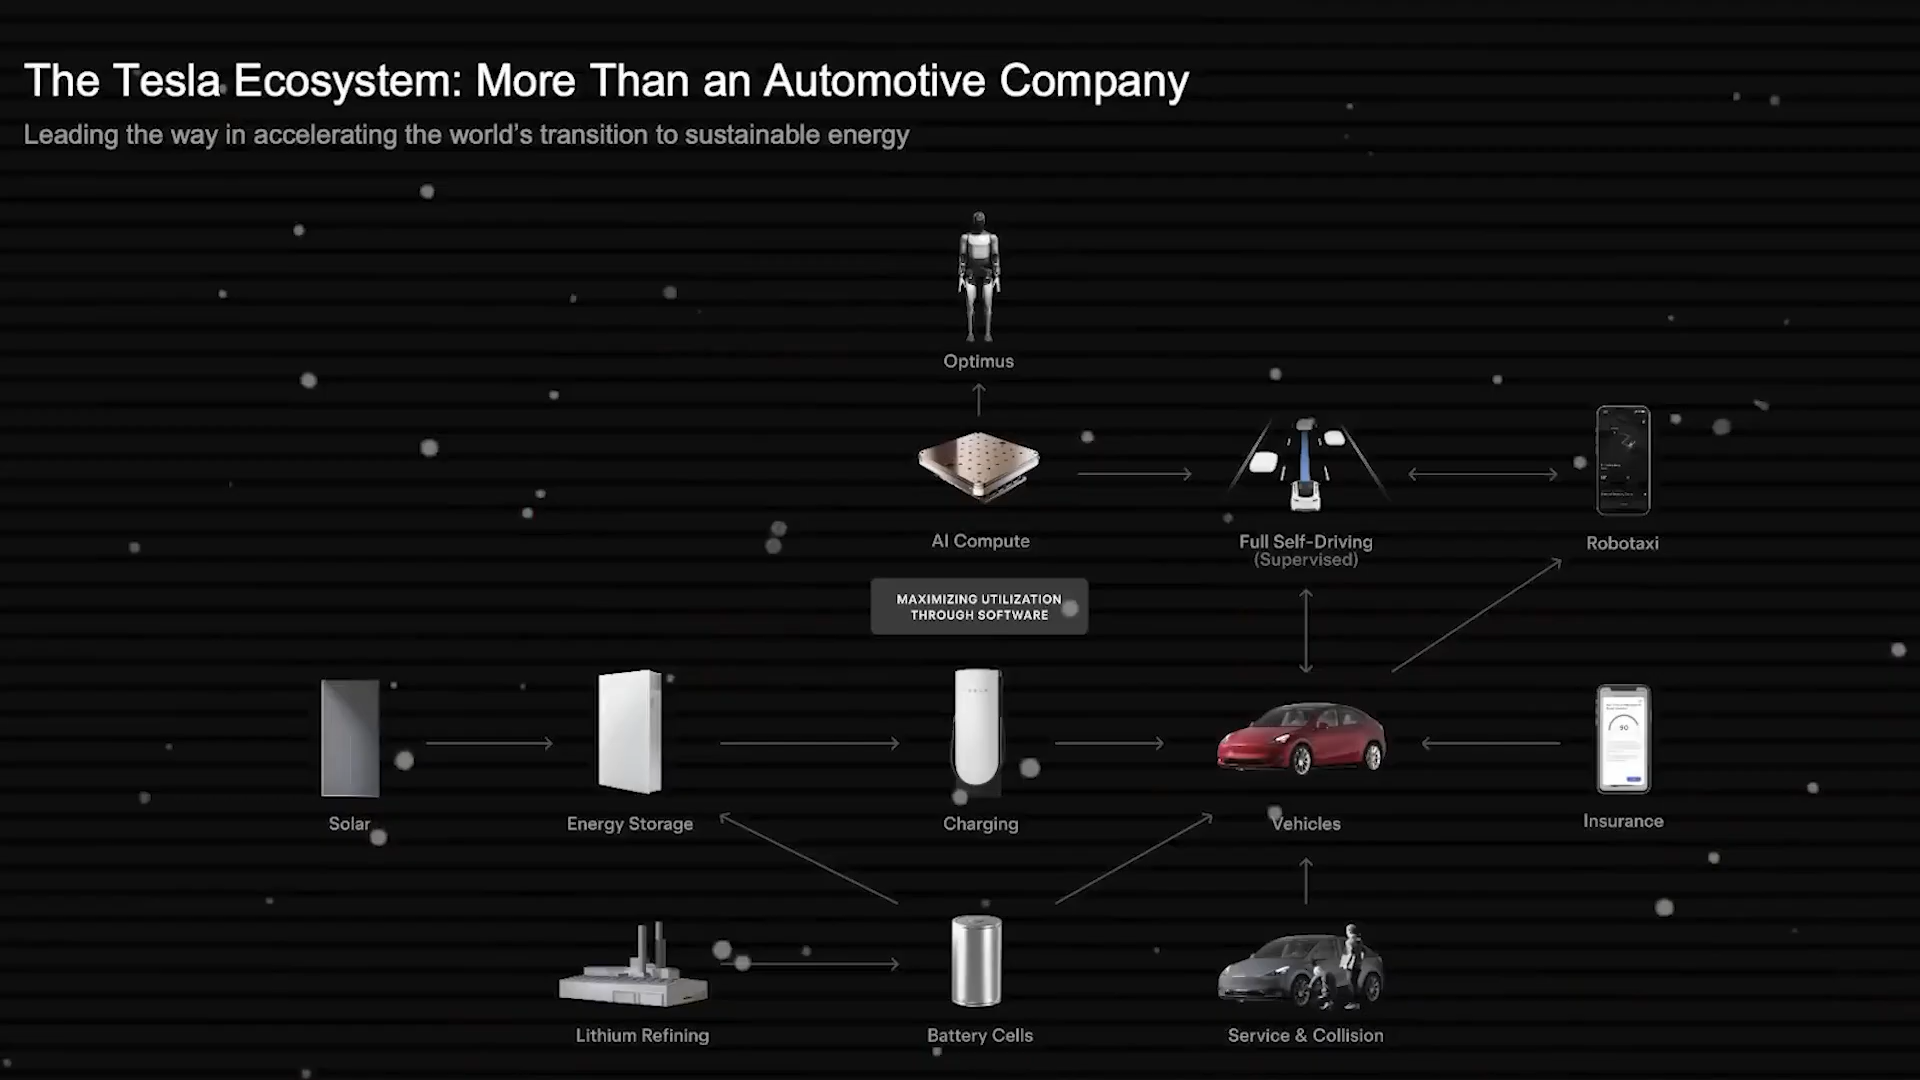 The Tesla Ecosystem: More Than an Automotive Company
Leading the way in accelerating the world's transition to sustainable energy
Optimus
AI Compute
Full Self-Driving
(Supervised)
Robotaxi
MAXIMIZING UTILIZATION
THROUGH SOFTWARE
Solar
Energy Storage
Charging
Vehicles
90
Insurance
Lithium Refining
Battery Cells
Service & Collision